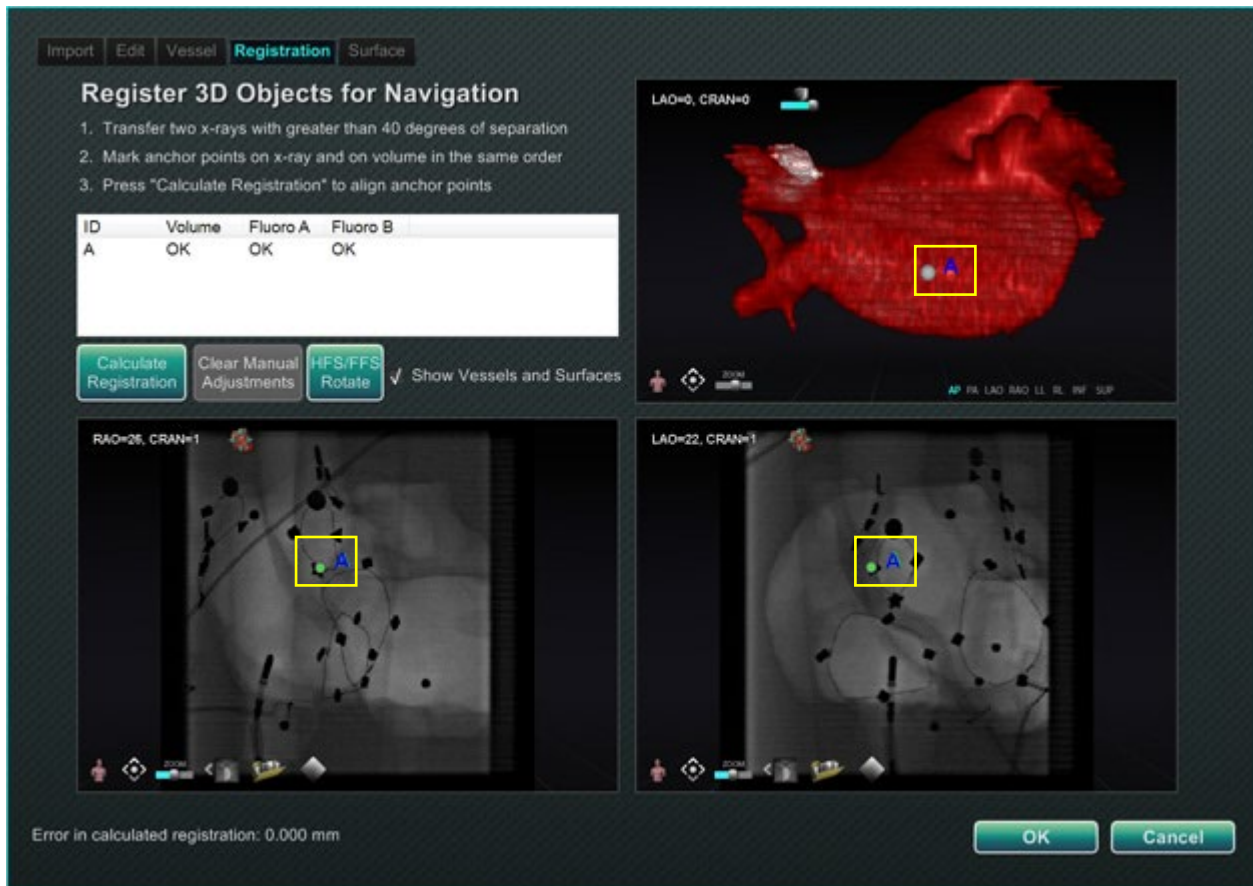 Import Edit Vessel Registration Surface
Register 3D Objects for Navigation
1. Transfer two x-rays with greater than 40 degrees of separation
2. Mark anchor points on x-ray and on volume in the same order
3. Press "Calculate Registration" to align anchor points
ID Volume Fluoro A Fluoro B
A OK OK OK
Calculate Registration
Clear Manual Adjustments
HFS/FFS Rotate
Show Vessels and Surfaces
LAO=0, CRAN=0
A
ZOOM
AP PA LAO RAO LL RL INF SUP
RAO=26, CRAN=1
A
ZOOM
LAO=22, CRAN=1
A
ZOOM
Error in calculated registration: 0.000 mm
OK
Cancel